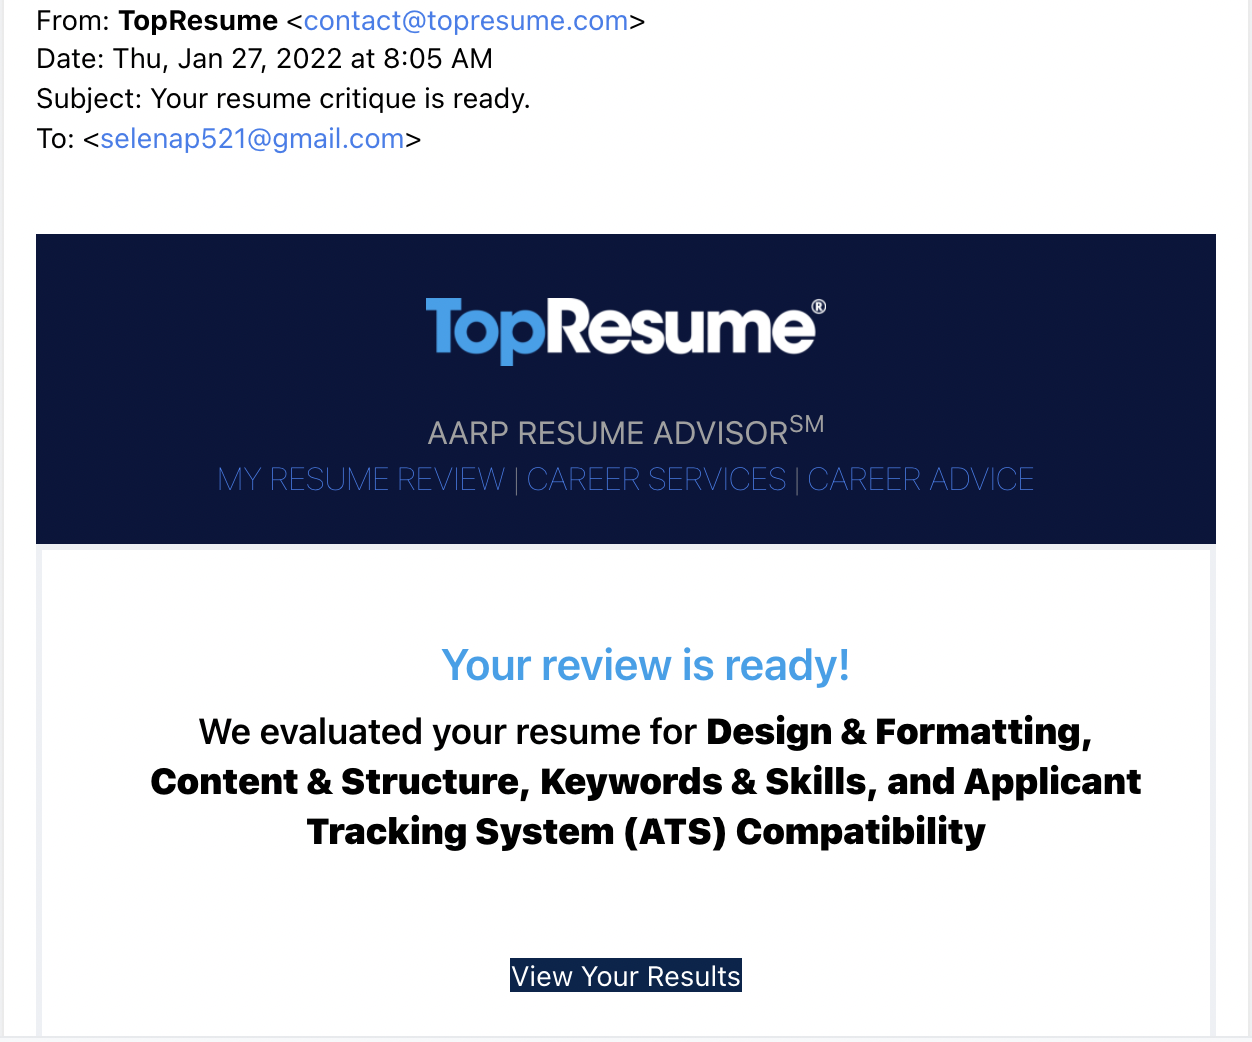 From: TopResume <contact@topresume.com>
Date: Thu, Jan 27, 2022 at 8:05 AM
Subject: Your resume critique is ready.
To: <selenap521@gmail.com>
TopResume®
AARP RESUME ADVISOR℠
MY RESUME REVIEW | CAREER SERVICES | CAREER ADVICE
Your review is ready!
We evaluated your resume for Design & Formatting,
Content & Structure, Keywords & Skills, and Applicant
Tracking System (ATS) Compatibility
View Your Results